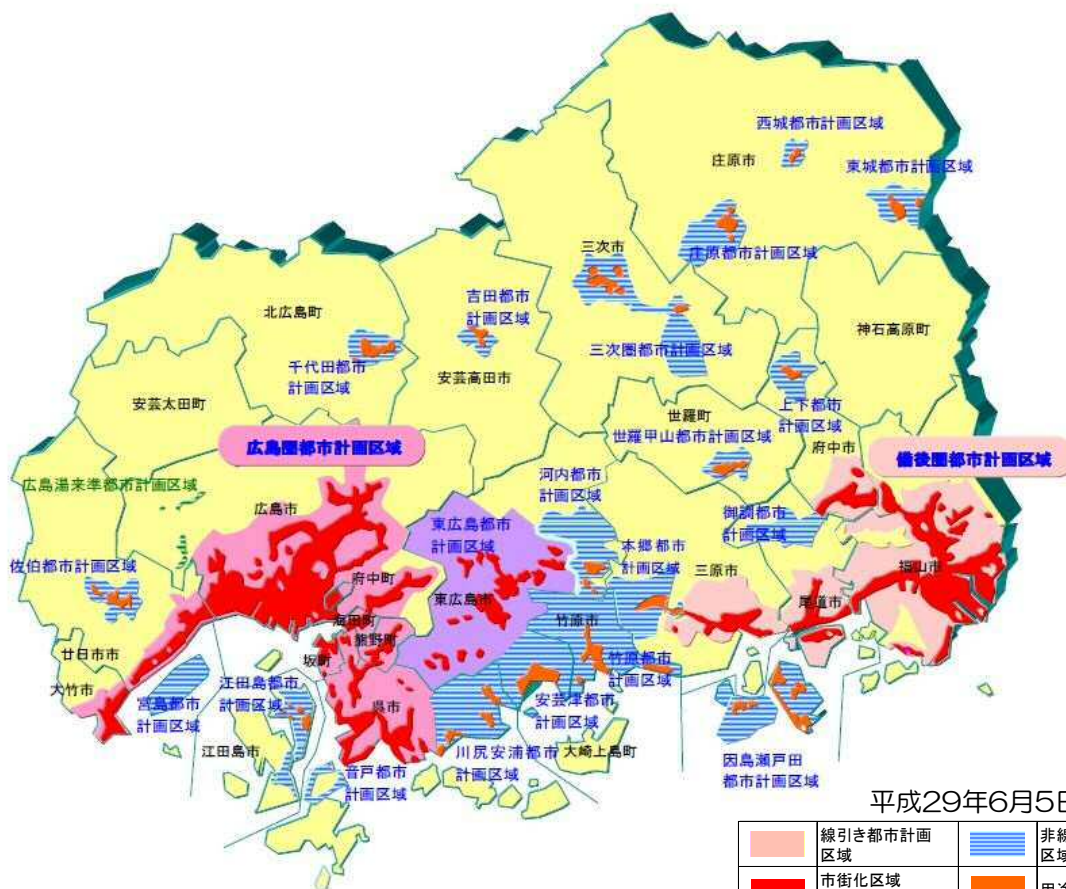 西城都市計画区域
庄原市
東城都市計画区域
三次市
庄原都市計画区域
吉田都市
計画区域
北広島町
神石高原町
三次圏都市計画区域
千代田都市
計画区域
安芸高田市
安芸太田町
世羅町
上下都市
計画区域
世羅甲山都市計画区域
府中市
広島圏都市計画区域
備後圏都市計画区域
河内都市
計画区域
広島湯来準都市計画区域
広島市
東広島都市
計画区域
御調都市
計画区域
本郷都市
計画区域
佐伯都市計画区域
三原市
福山市
府中町
東広島市
尾道市
海田町
竹原市
熊野町
坂町
廿日市市
竹原都市
計画区域
大竹市
江田島都市
計画区域
宮島都市
計画区域
安芸津都市
計画区域
呉市
江田島市
川尻安浦都市
計画区域
大崎上島町
音戸都市
計画区域
因島瀬戸田
都市計画区域
平成29年6月5日
線引き都市計画
区域
区域
市街化区域